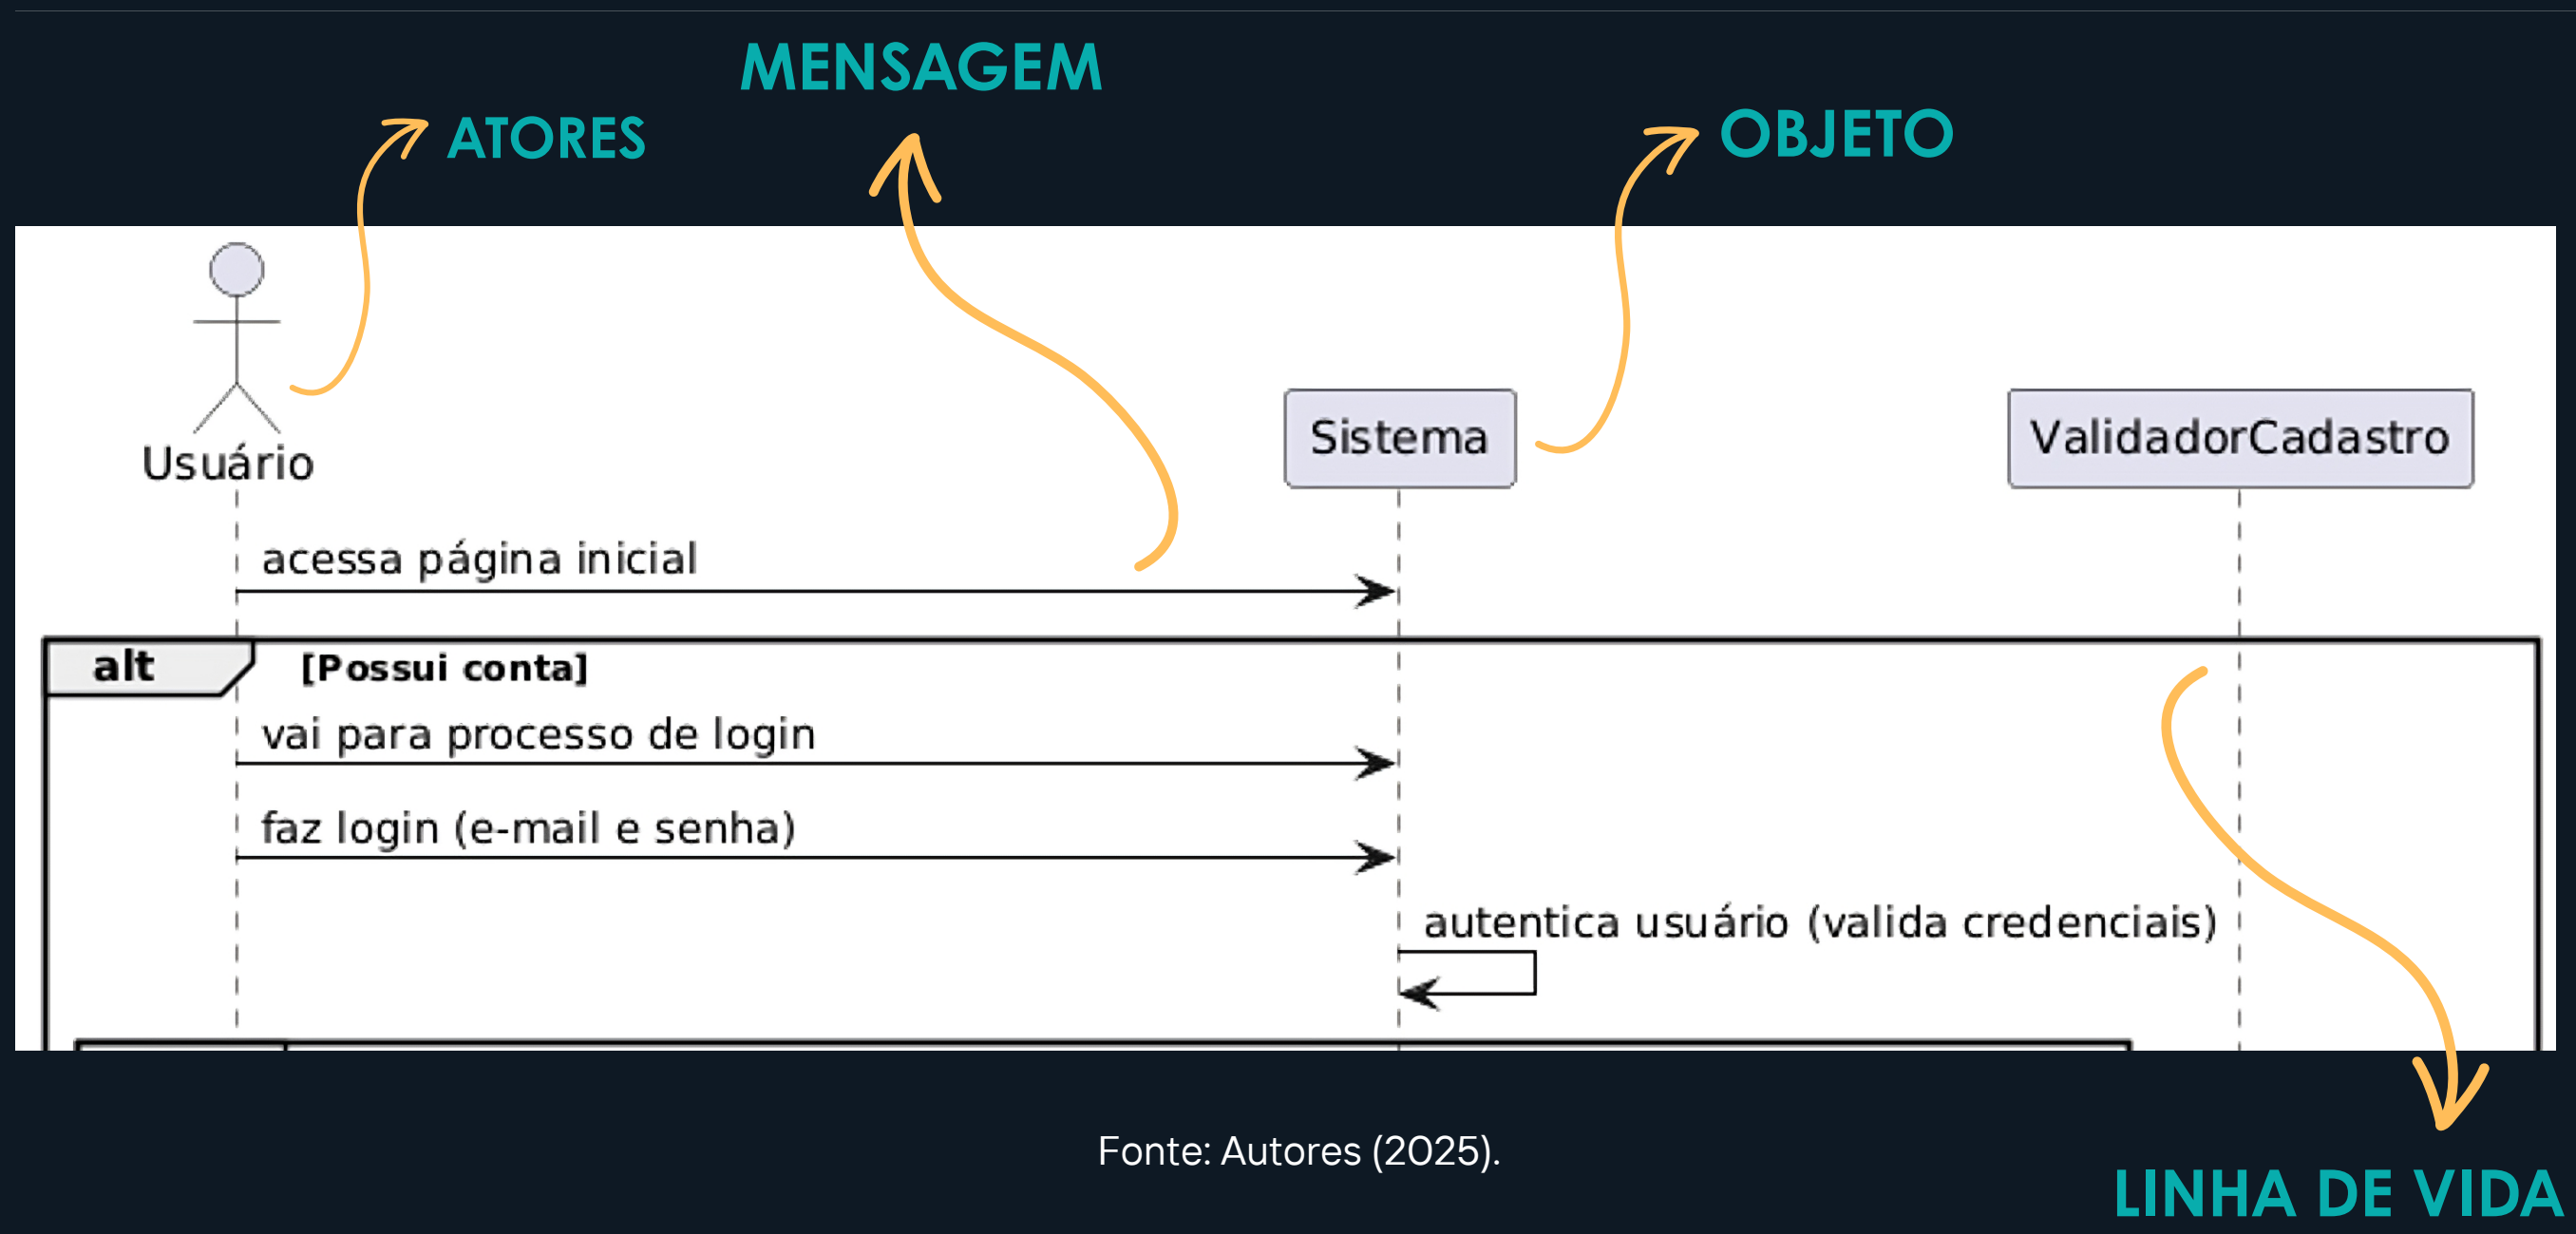 MENSAGEM
ATORES
OBJETO
Usuário
Sistema
ValidadorCadastro
acessa página inicial
alt
[Possui conta]
vai para processo de login
faz login (e-mail e senha)
autentica usuário (valida credenciais)
Fonte: Autores (2025).
LINHA DE VIDA